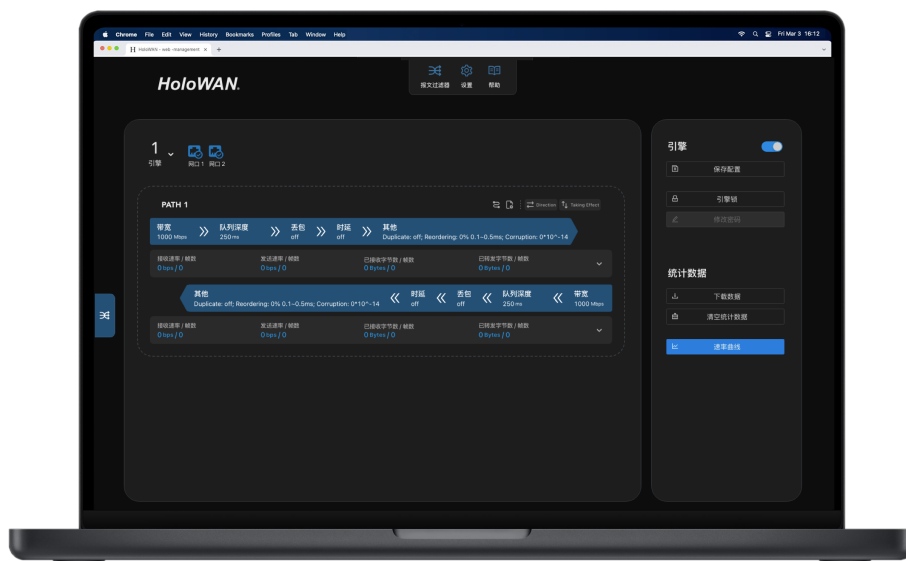 Chrome File Edit View History Bookmarks Profiles Tab Window Help Fri Mar 3 16:12
H HoloWAN - web -management × +
HoloWAN.
报文过滤器 设置 帮助
1
引擎 网口 1 网口 2
PATH 1 Direction Taking Effect
带宽 队列深度 丢包 时延 其他
1000 Mbps 250 ms off off Duplicate: off; Reordering: 0% 0.1~0.5ms; Corruption: 0*10^-14
接收速率 / 帧数 发送速率 / 帧数 已接收字节数 / 帧数 已转发字节数 / 帧数
0 bps / 0 0 bps / 0 0 Bytes / 0 0 Bytes / 0
其他 时延 丢包 队列深度 带宽
Duplicate: off; Reordering: 0% 0.1~0.5ms; Corruption: 0*10^-14 off off 250 ms 1000 Mbps
接收速率 / 帧数 发送速率 / 帧数 已接收字节数 / 帧数 已转发字节数 / 帧数
0 bps / 0 0 bps / 0 0 Bytes / 0 0 Bytes / 0
引擎
保存配置
引擎锁
修改密码
统计数据
下载数据
清空统计数据
速率曲线